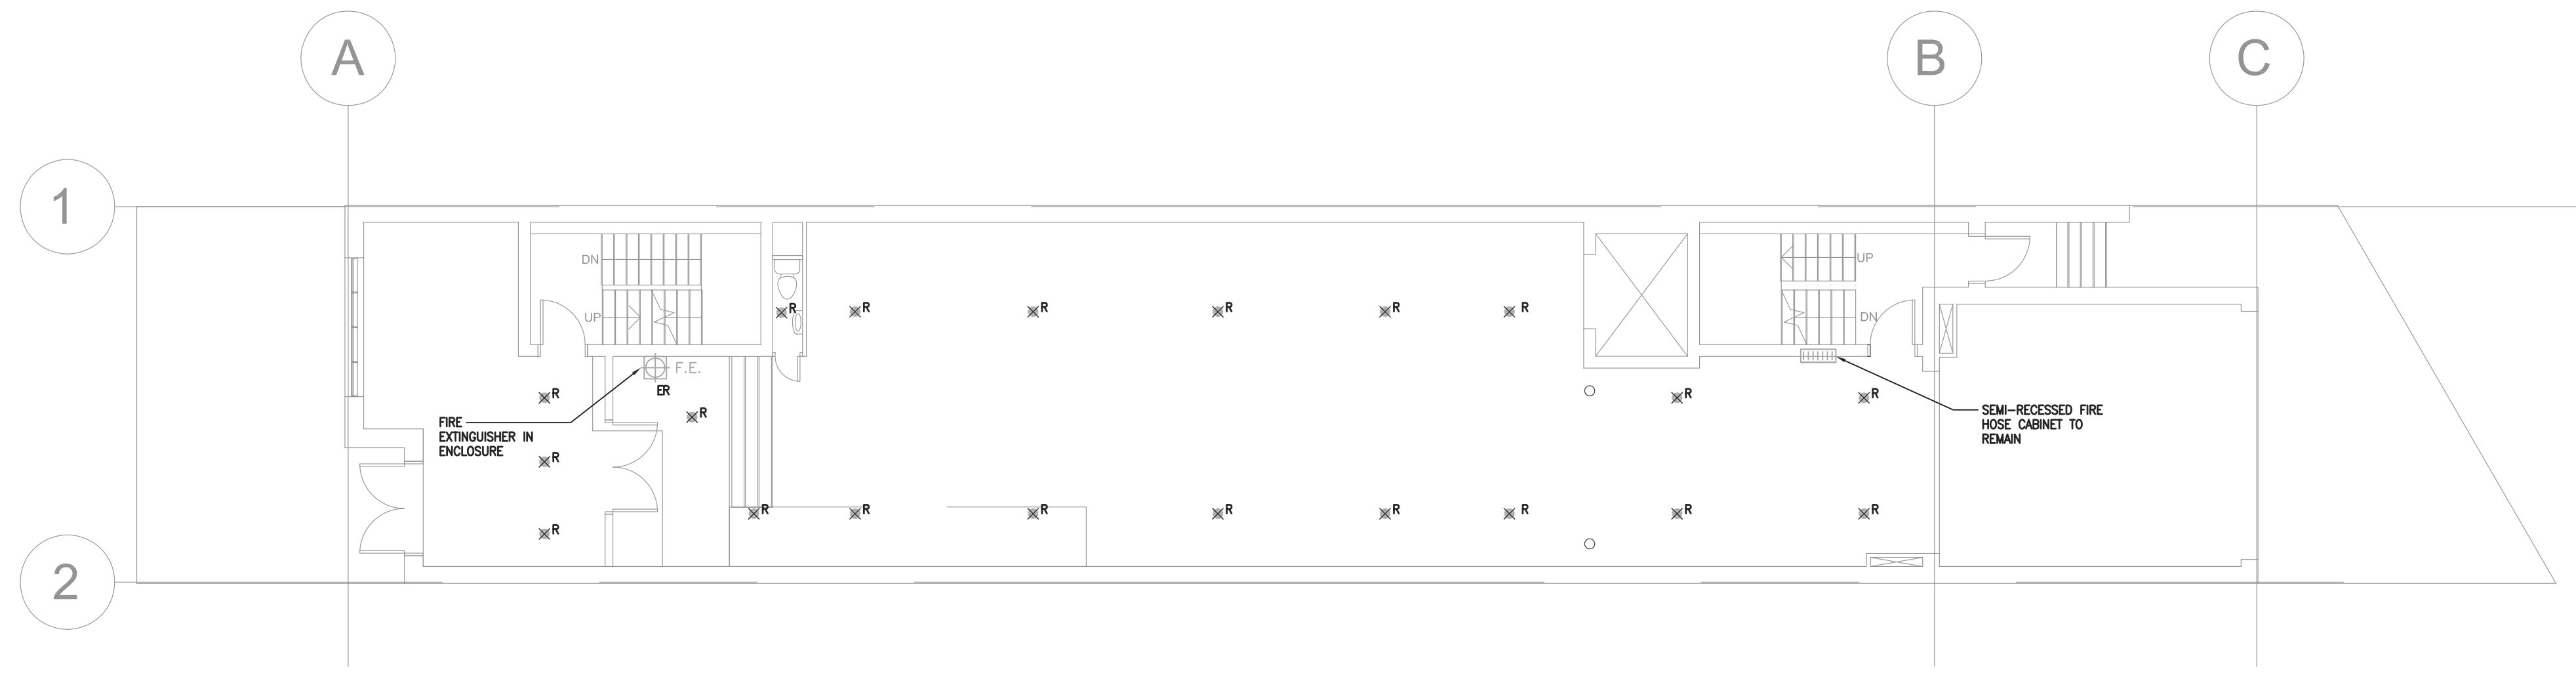 A
B
C
1
DN
UP
UP
R
R
R
R
R
R
DN
F.E.
ER
R
R
R
R
FIRE
EXTINGUISHER IN
ENCLOSURE
SEMI-RECESSED FIRE
HOSE CABINET TO
REMAIN
R
R
R
R
R
R
R
R
R
R
2